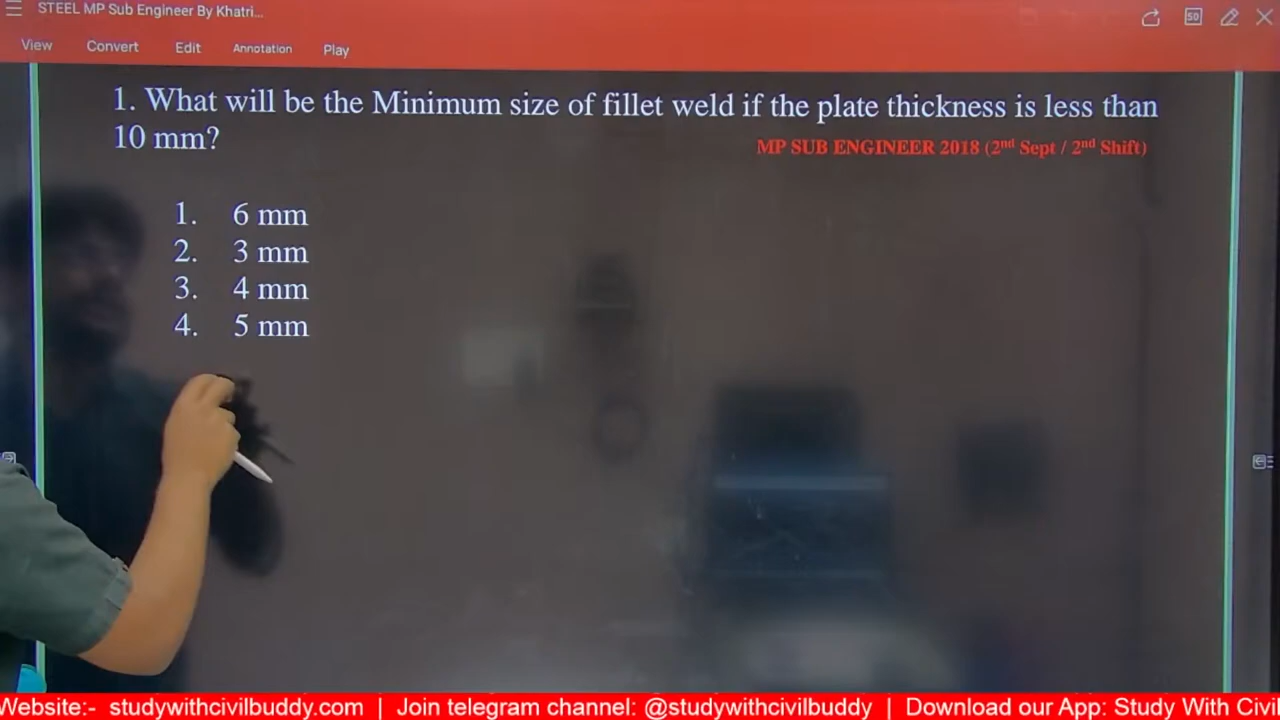 STEEL MP Sub Engineer By Khatri...
50
View Convert Edit Annotation Play
1. What will be the Minimum size of fillet weld if the plate thickness is less than
10 mm?
MP SUB ENGINEER 2018 (2nd Sept / 2nd Shift)
1. 6 mm
2. 3 mm
3. 4 mm
4. 5 mm
Website:- studywithcivilbuddy.com | Join telegram channel: @studywithcivilbuddy | Download our App: Study With Civi